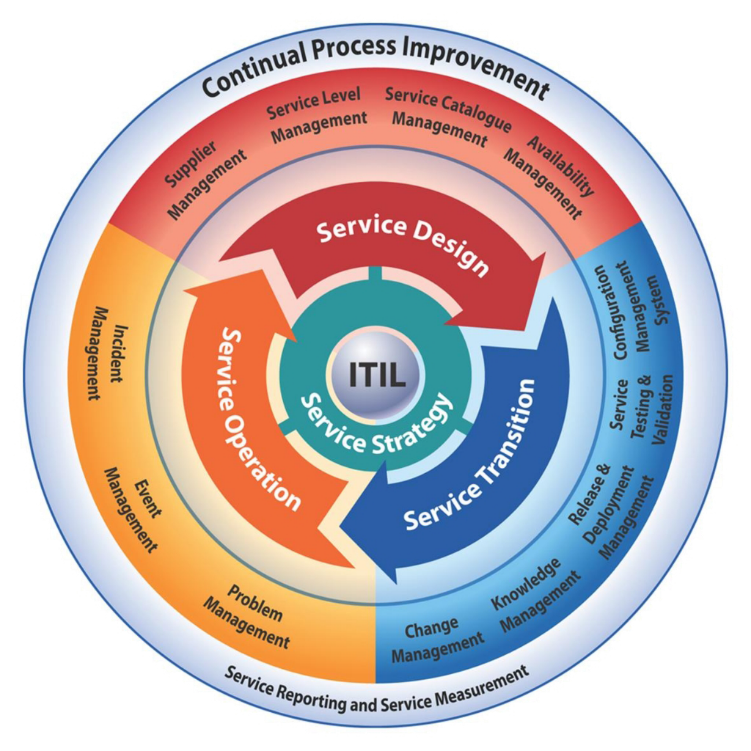 Continual Process Improvement
Supplier
Management
Service Level
Management
Service Catalogue
Management
Availability
Management
Configuration
Management
System
Service
Testing &
Validation
Release &
Deployment
Management
Knowledge
Management
Change
Management
Problem
Management
Event
Management
Incident
Management
Service Design
Service Transition
Service Operation
Service Strategy
ITIL
Service Reporting and Service Measurement